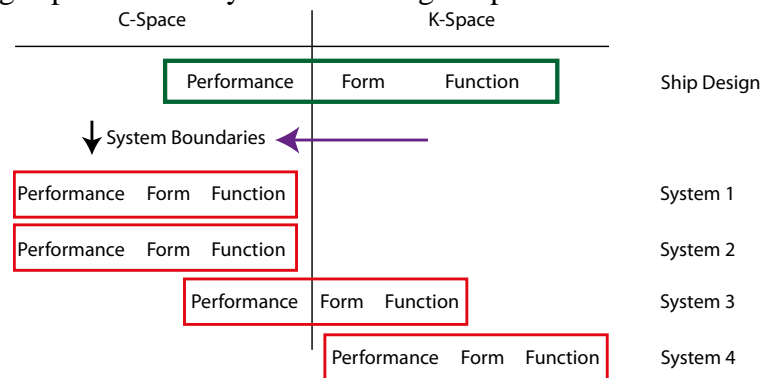 C-Space K-Space
Performance Form Function Ship Design
System Boundaries
Performance Form Function System 1
Performance Form Function System 2
Performance Form Function System 3
Performance Form Function System 4